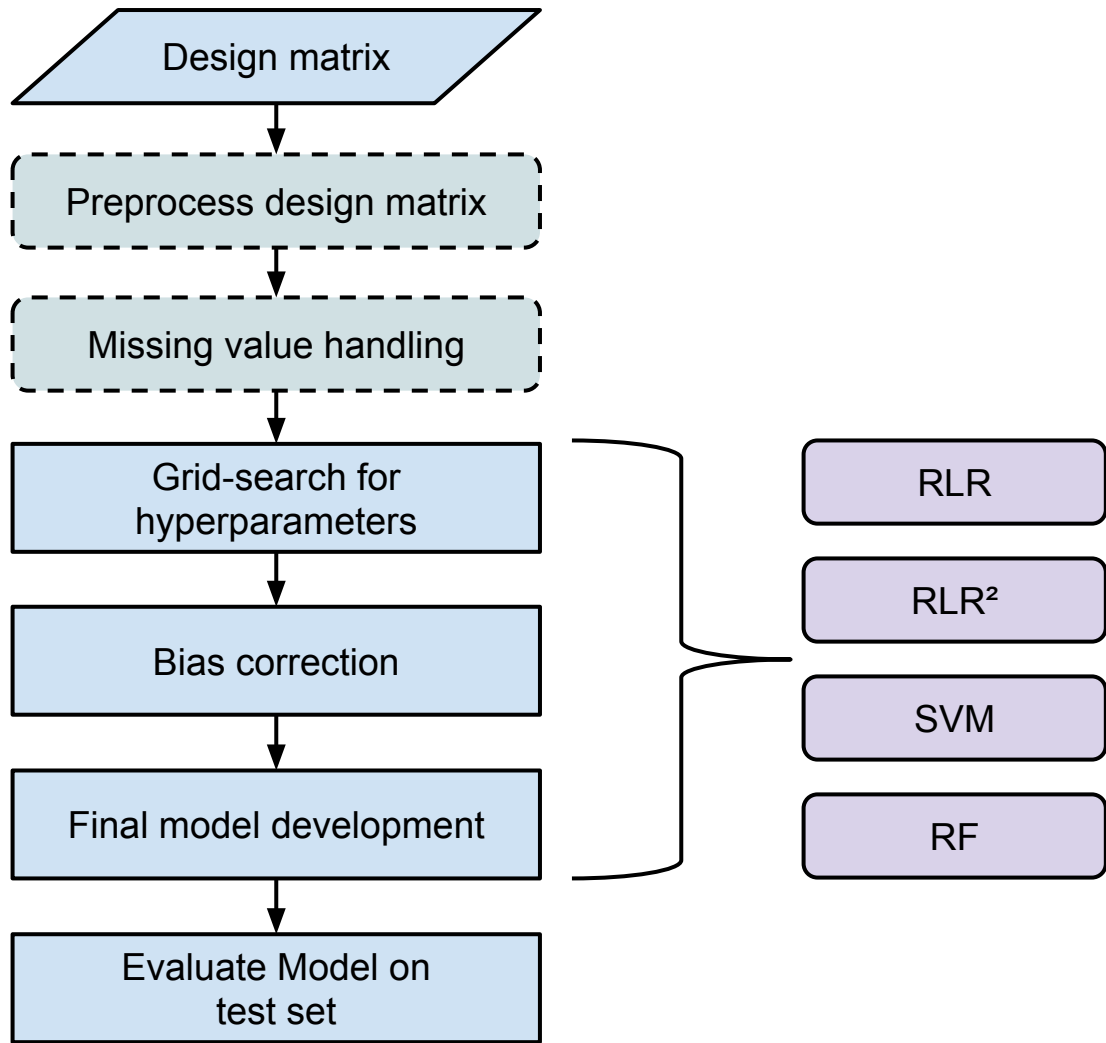 Design matrix
Preprocess design matrix
Missing value handling
Grid-search for
hyperparameters
Bias correction
Final model development
Evaluate Model on
test set
RLR
RLR²
SVM
RF